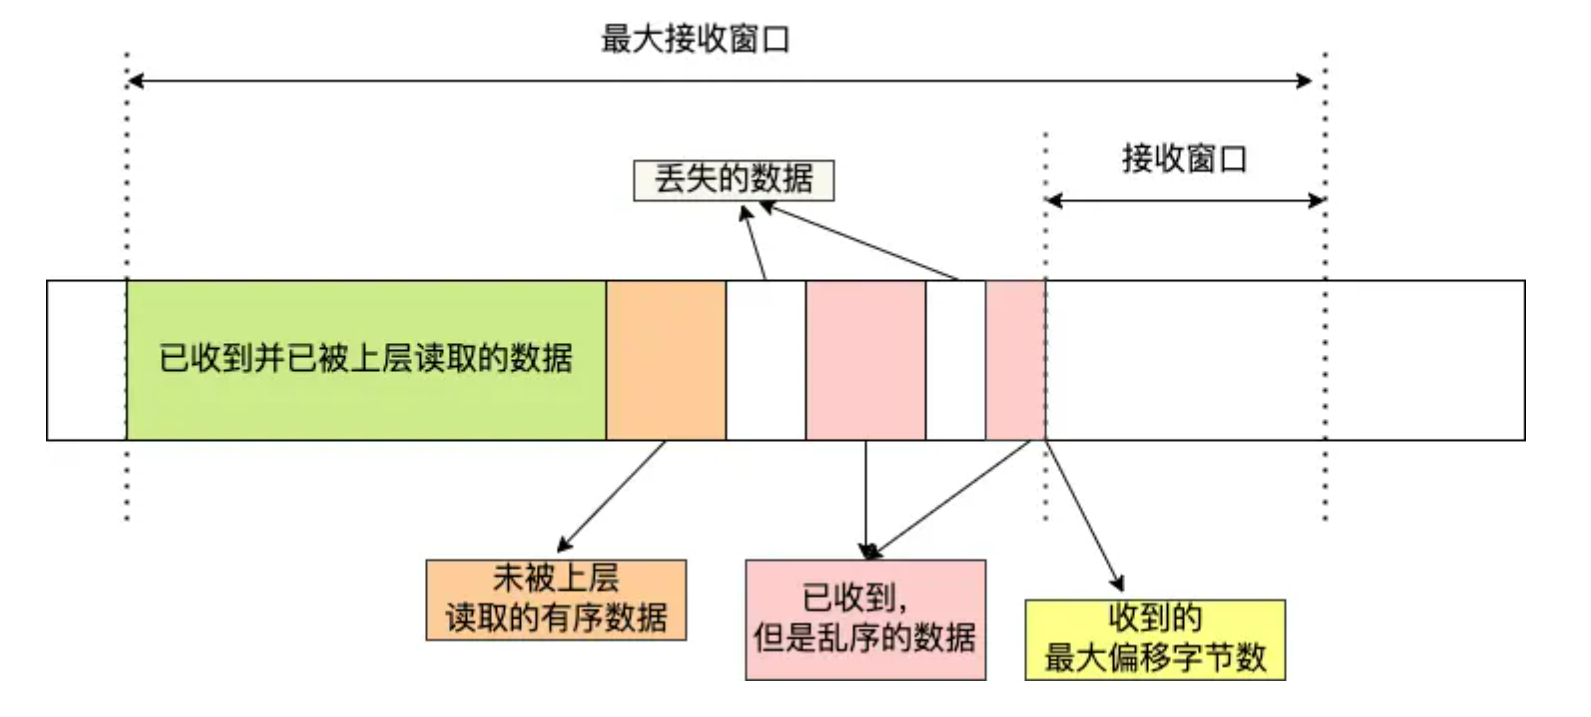 最大接收窗口
接收窗口
丢失的数据
已收到并已被上层读取的数据
未被上层
读取的有序数据
已收到，
但是乱序的数据
收到的
最大偏移字节数